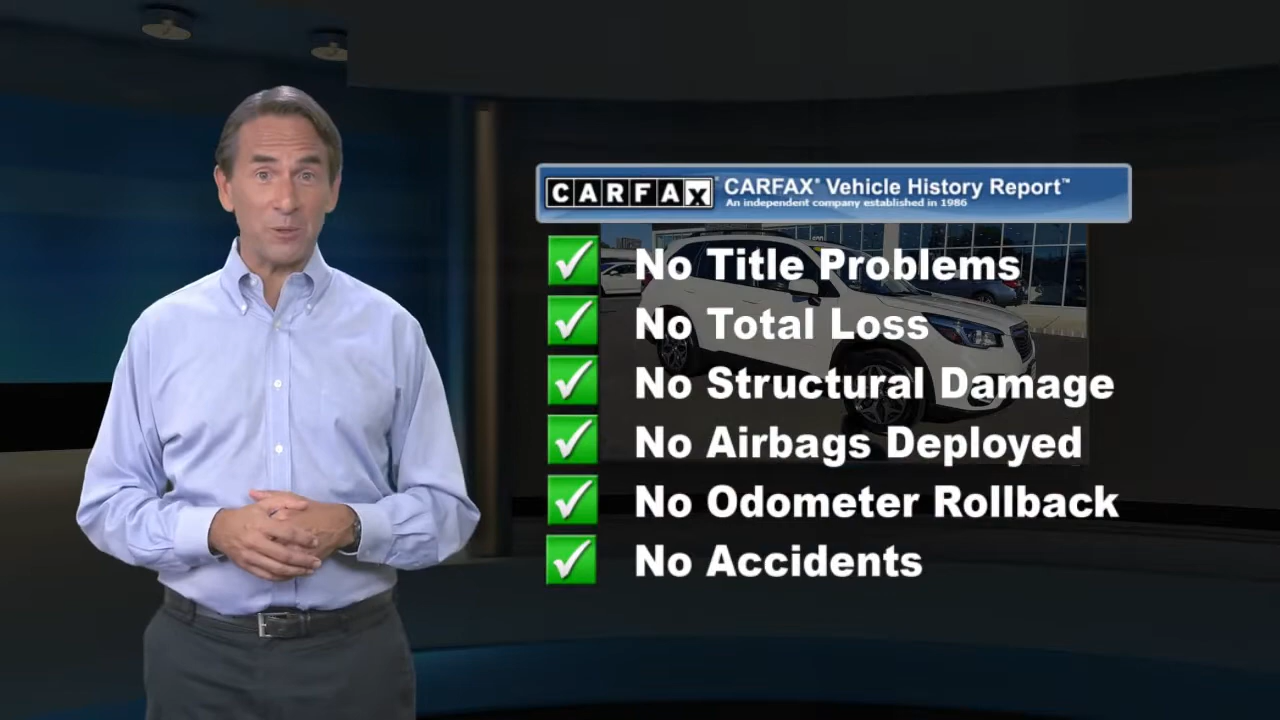 CARFAX® CARFAX® Vehicle History Report™
An independent company established in 1986
No Title Problems
No Total Loss
No Structural Damage
No Airbags Deployed
No Odometer Rollback
No Accidents